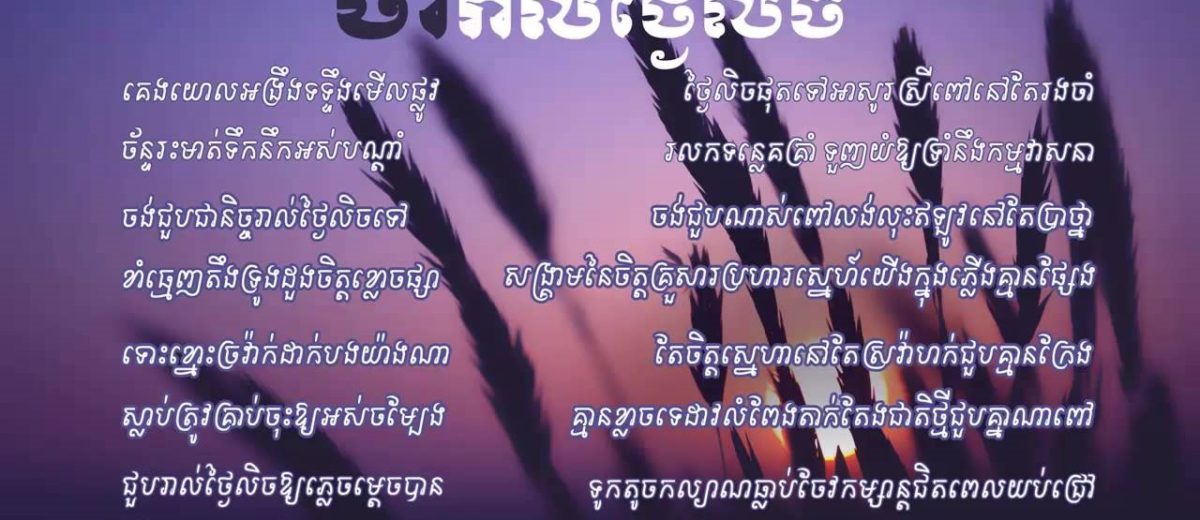 ចាំកាលថ្ងៃលិច
គេងយោលអង្រឹងទទ្ទឹងមើលផ្លូវ ថ្ងៃលិចផុតទៅអាសូរស្រីពៅនៅតែរងចាំ
ច័ន្ទរះមាត់ទឹកនឹកអស់បណ្ដាំ រលកទន្លេគគ្រាំ ទួញយំឱ្យទ្រាំនឹងកម្មវាសនា
ចង់ជួបជានិច្ចរាល់ថ្ងៃលិចទៅ ចង់ជួបណាស់ពៅលង់លុះឥឡូវនៅតែប្រាថ្នា
ខាំធ្មេញតឹងទ្រូងដួងចិត្តខ្លោចផ្សា សង្គ្រាមនៃចិត្តគ្រួសារប្រហារស្នេហ៍យើងក្នុងភ្លើងគ្មានផ្សែង
ទោះខ្នោះច្រវ៉ាក់ដាក់បងយ៉ាងណា តែចិត្តស្នេហានៅតែស្រវ៉ាហក់ជួបគ្មានក្រែង
ស្លាប់ត្រូវគ្រាប់ចុះឱ្យអស់ចម្បែង គ្មានខ្លាចទេដាវលំពែងតាក់តែងជាតិថ្មីជួបគ្នាណាពៅ
ជួបរាល់ថ្ងៃលិចឱ្យភ្លេចម្ដេចបាន ទូកតូចកល្យាណធ្លាប់ចែវកម្សាន្តជិតពេលយប់ជ្រៅ